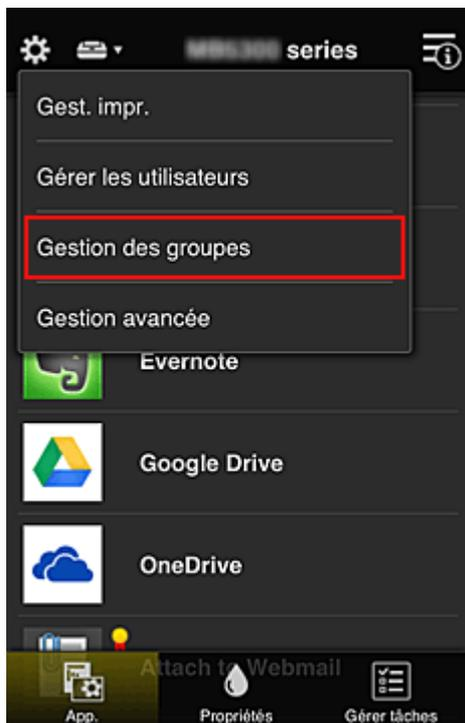 series
Gest. impr.
Gérer les utilisateurs
Gestion des groupes
Gestion avancée
Evernote
Google Drive
OneDrive
Attach to Webmail
App.
Propriétés
Gérer tâches